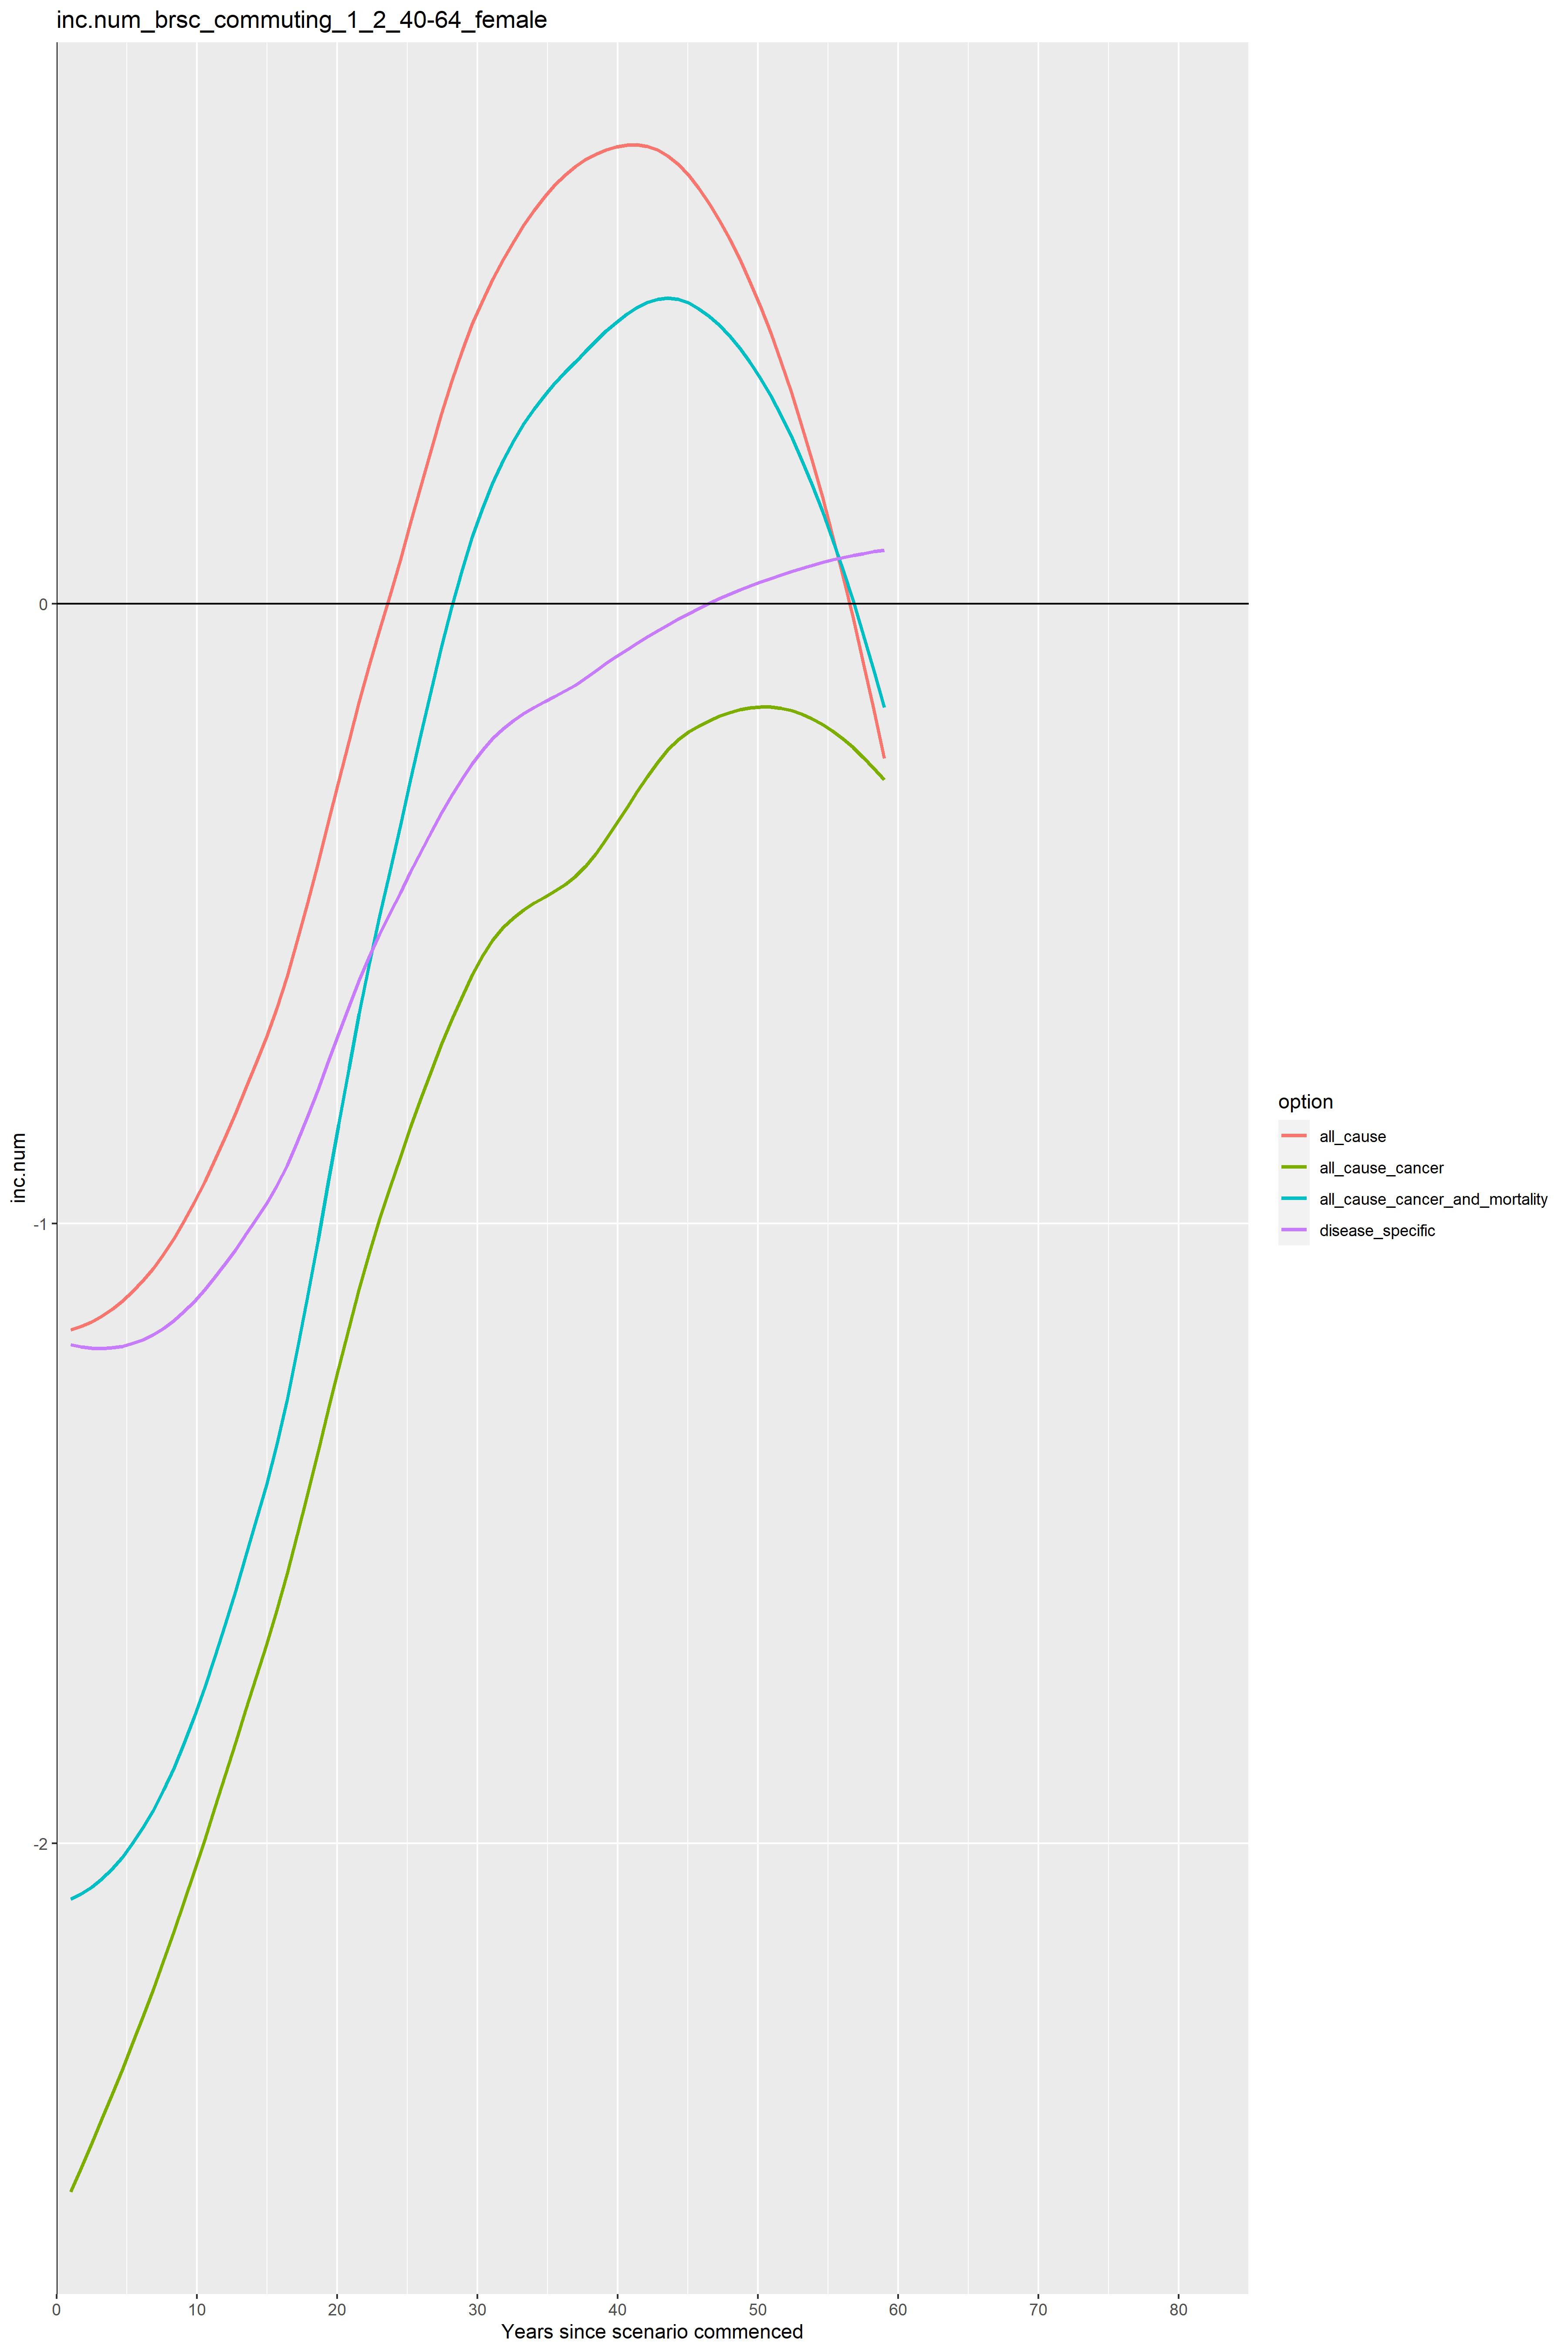 inc.num_brsc_commuting_1_2_40-64_female
inc.num
0
-1
-2
0 10 20 30 40 50 60 70 80
Years since scenario commenced
option
all_cause
all_cause_cancer
all_cause_cancer_and_mortality
disease_specific